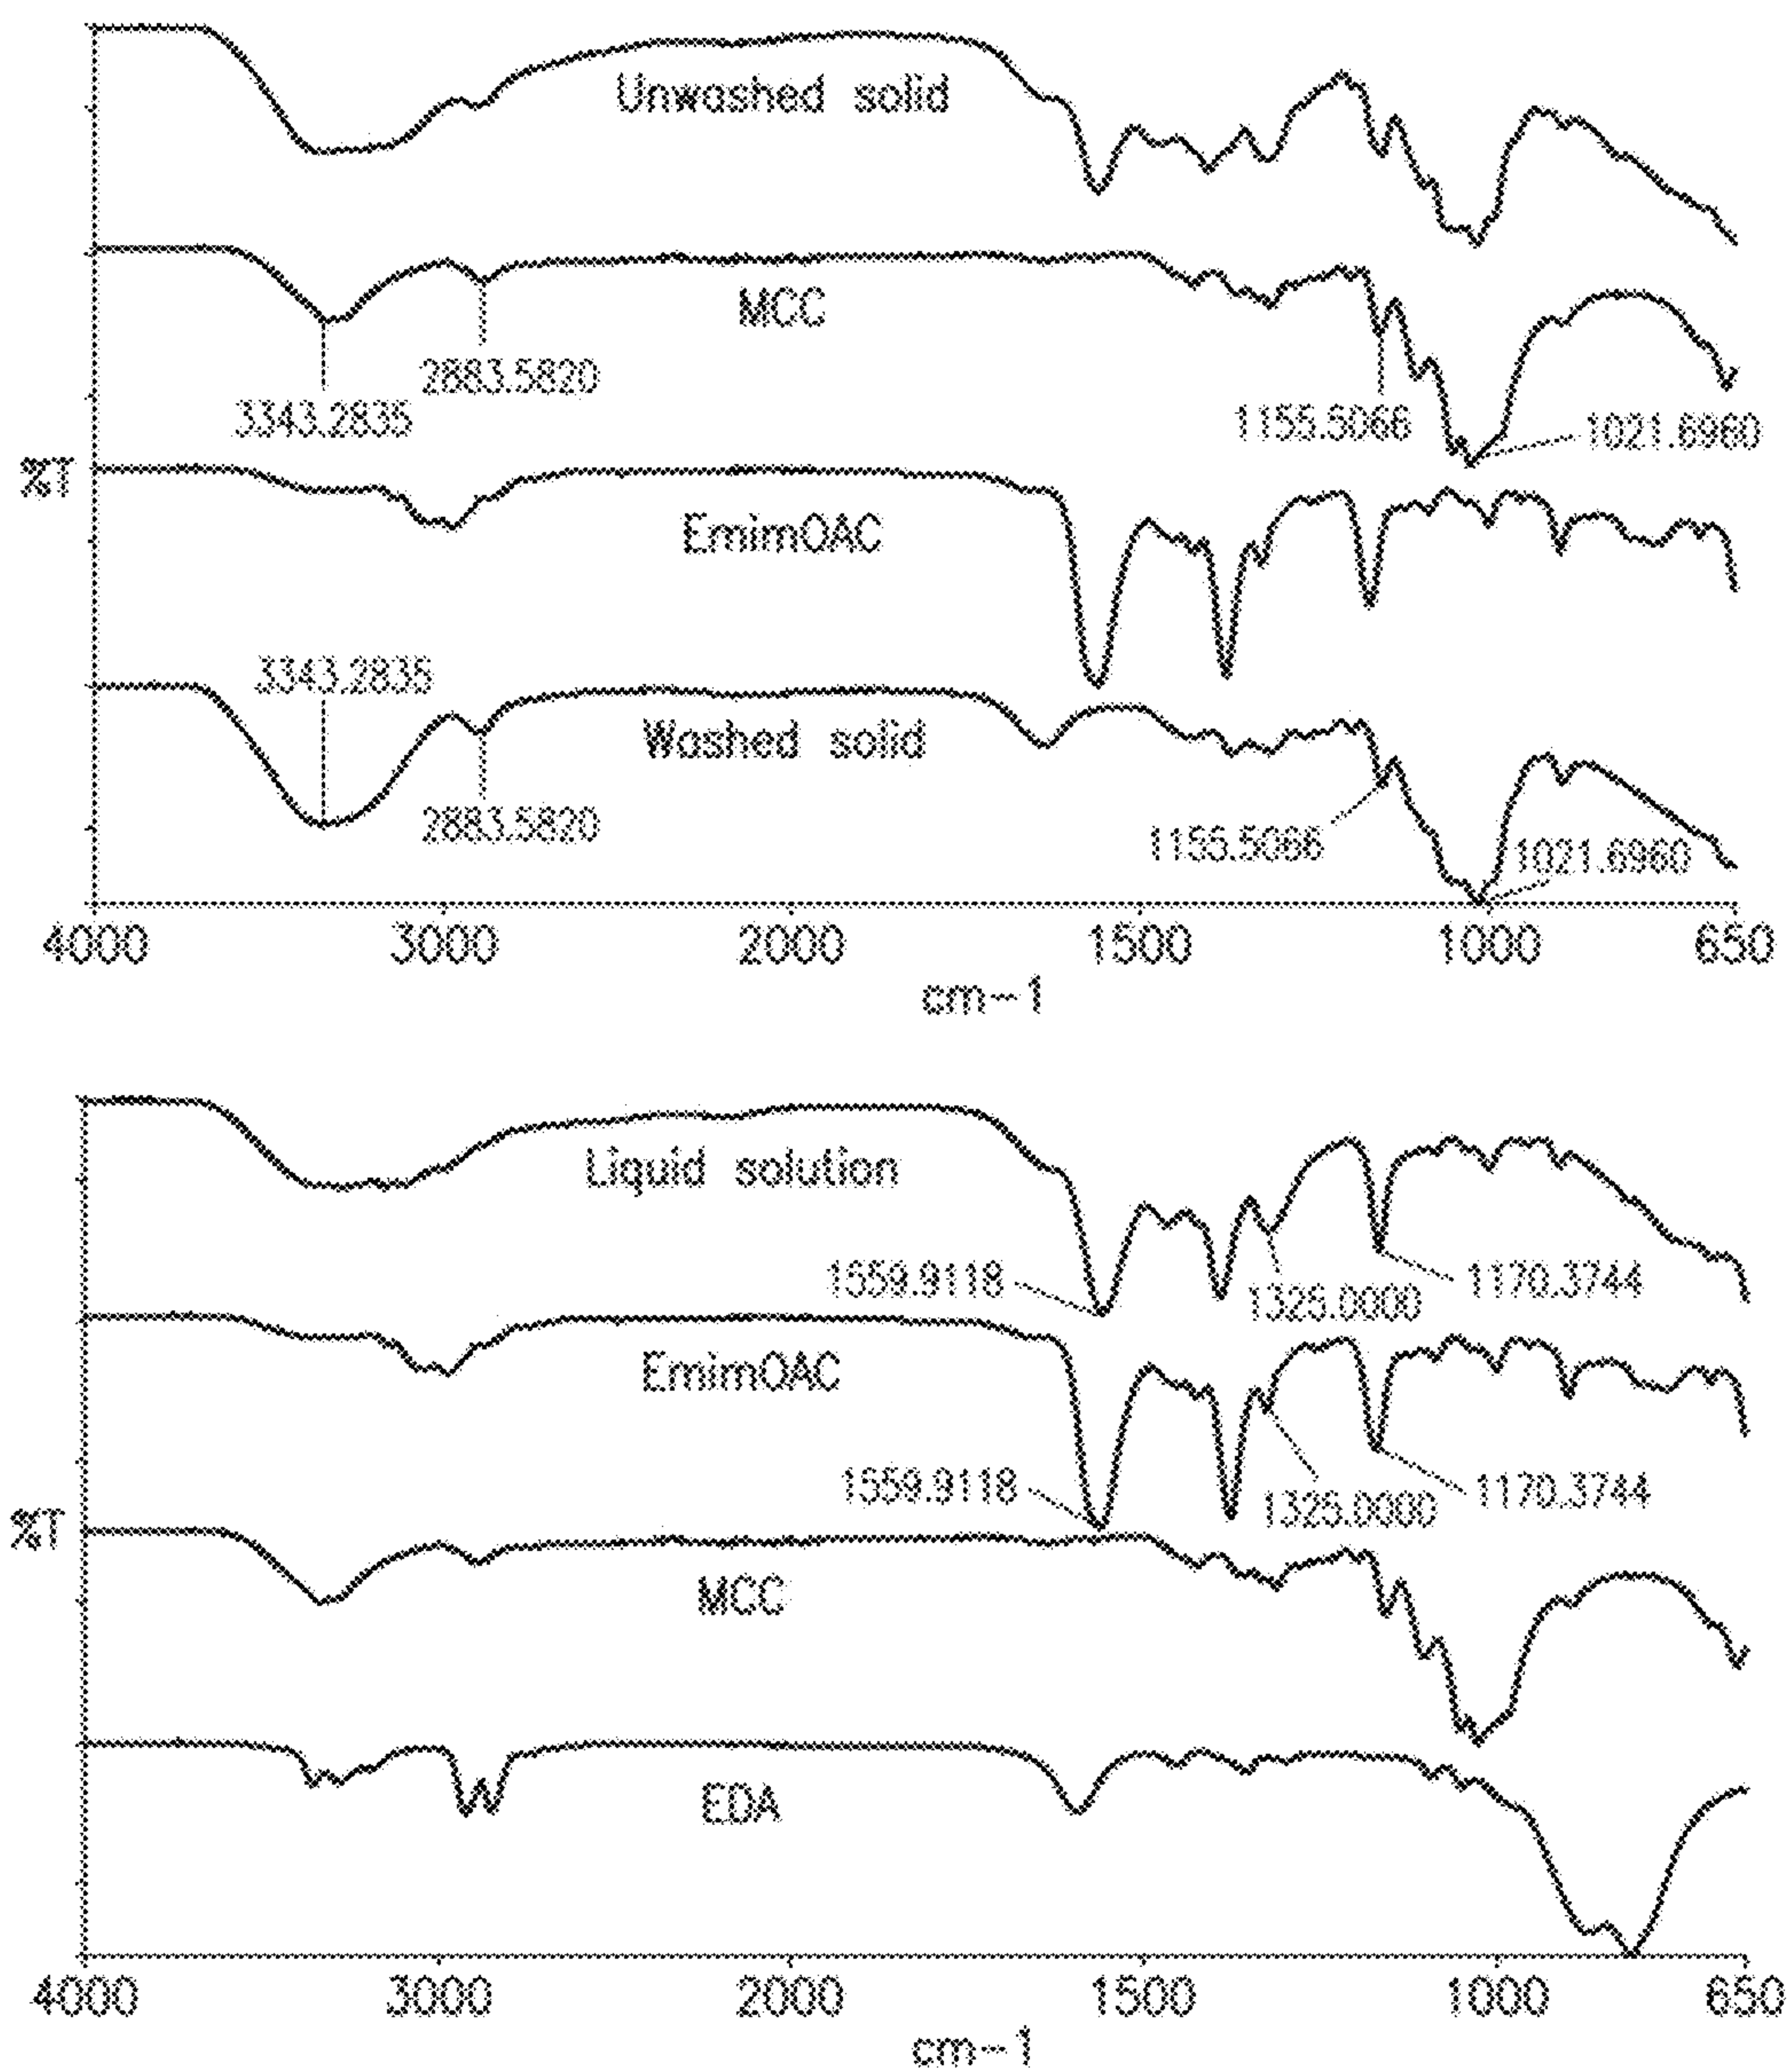 Unwashed solid
MCC
2883.5820
3343.2835
1155.5066
1021.6960
%T
EmimOAC
3343.2835
Washed solid
2883.5820
1155.5066
1021.6960
4000 3000 2000 1500 1000 650
cm-1
Liquid solution
1559.9118
1325.0000
1170.3744
EmimOAC
1559.9118
1325.0000
1170.3744
%T
MCC
EDA
4000 3000 2000 1500 1000 650
cm-1